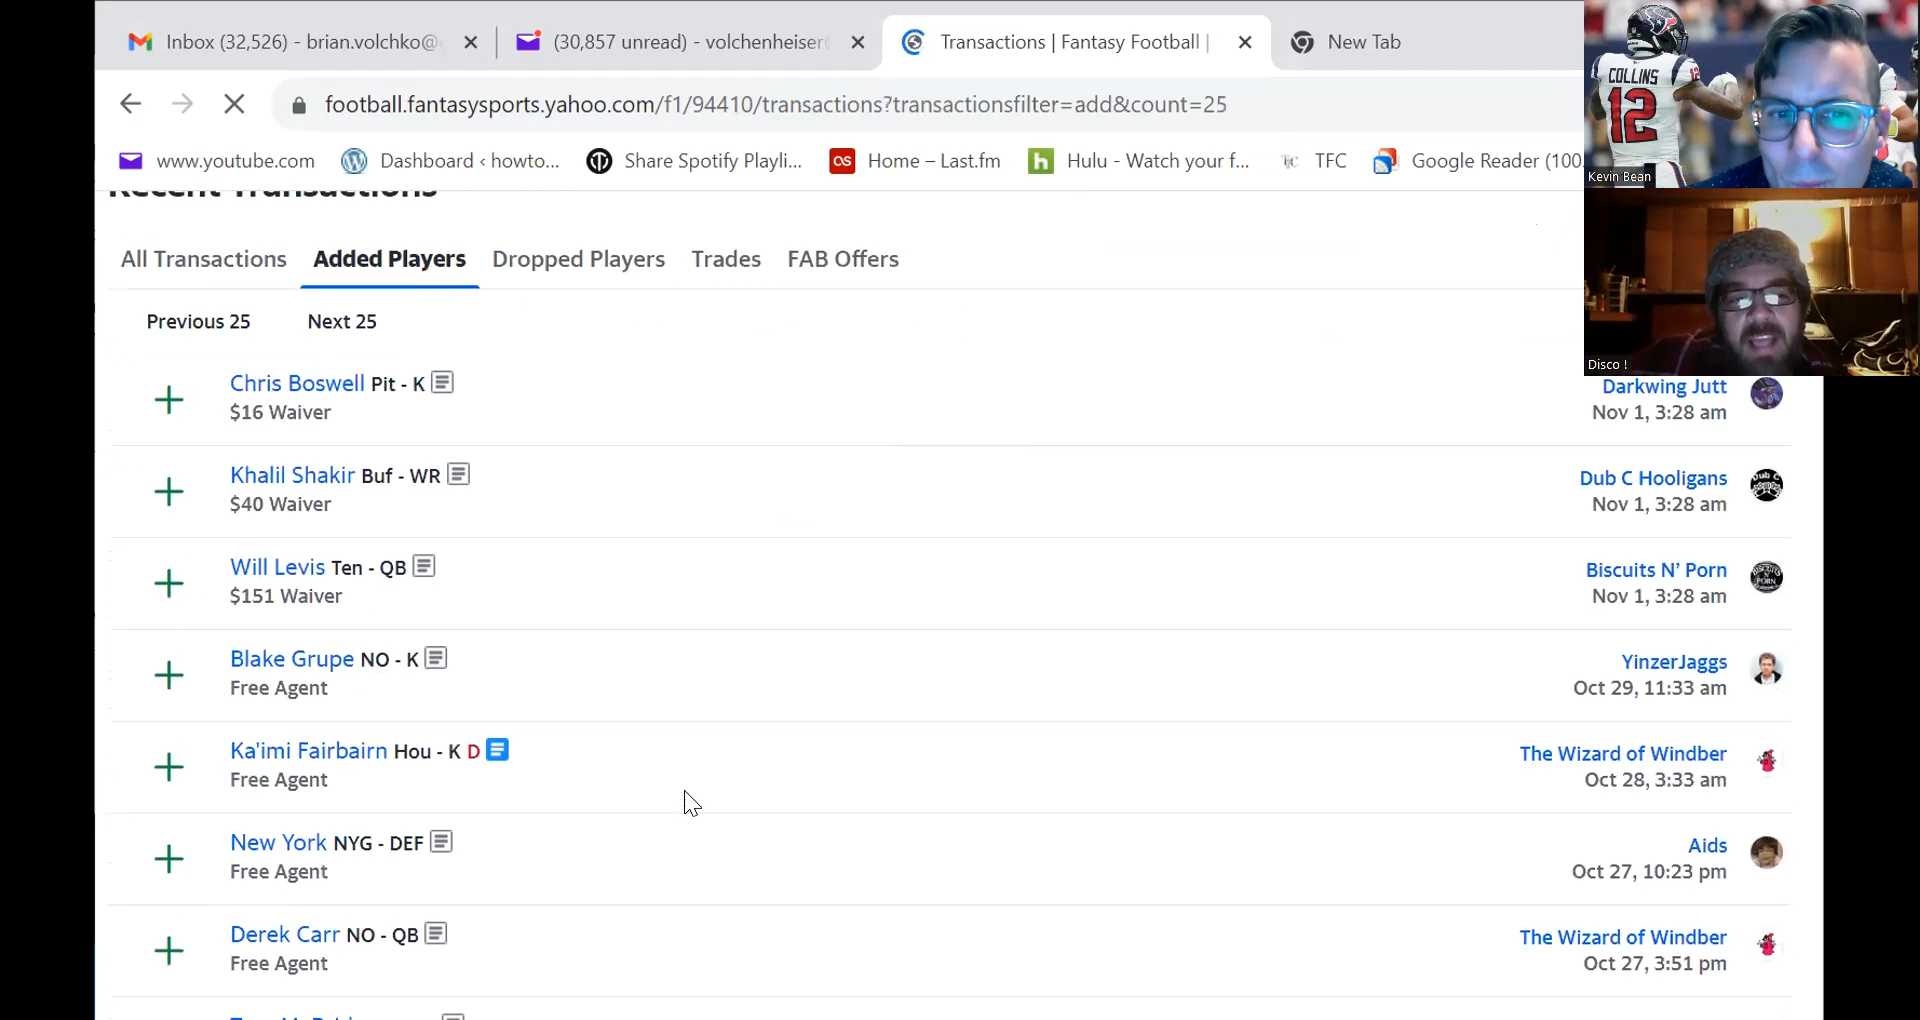 Inbox (32,526) - brian.volchko@
(30,857 unread) - volchenheiser
Transactions | Fantasy Football |
New Tab
football.fantasysports.yahoo.com/f1/94410/transactions?transactionsfilter=add&count=25
www.youtube.com
Dashboard ‹ howto...
Share Spotify Playli...
Home – Last.fm
Hulu - Watch your f...
TFC
Google Reader (100
COLLINS
12
Kevin Bean
Disco !
Recent Transactions
All Transactions
Added Players
Dropped Players
Trades
FAB Offers
Previous 25
Next 25
Chris Boswell Pit - K
$16 Waiver
Darkwing Jutt
Nov 1, 3:28 am
Khalil Shakir Buf - WR
$40 Waiver
Dub C Hooligans
Nov 1, 3:28 am
Will Levis Ten - QB
$151 Waiver
Biscuits N’ Porn
Nov 1, 3:28 am
Blake Grupe NO - K
Free Agent
YinzerJaggs
Oct 29, 11:33 am
Ka'imi Fairbairn Hou - K D
Free Agent
The Wizard of Windber
Oct 28, 3:33 am
New York NYG - DEF
Free Agent
Aids
Oct 27, 10:23 pm
Derek Carr NO - QB
Free Agent
The Wizard of Windber
Oct 27, 3:51 pm